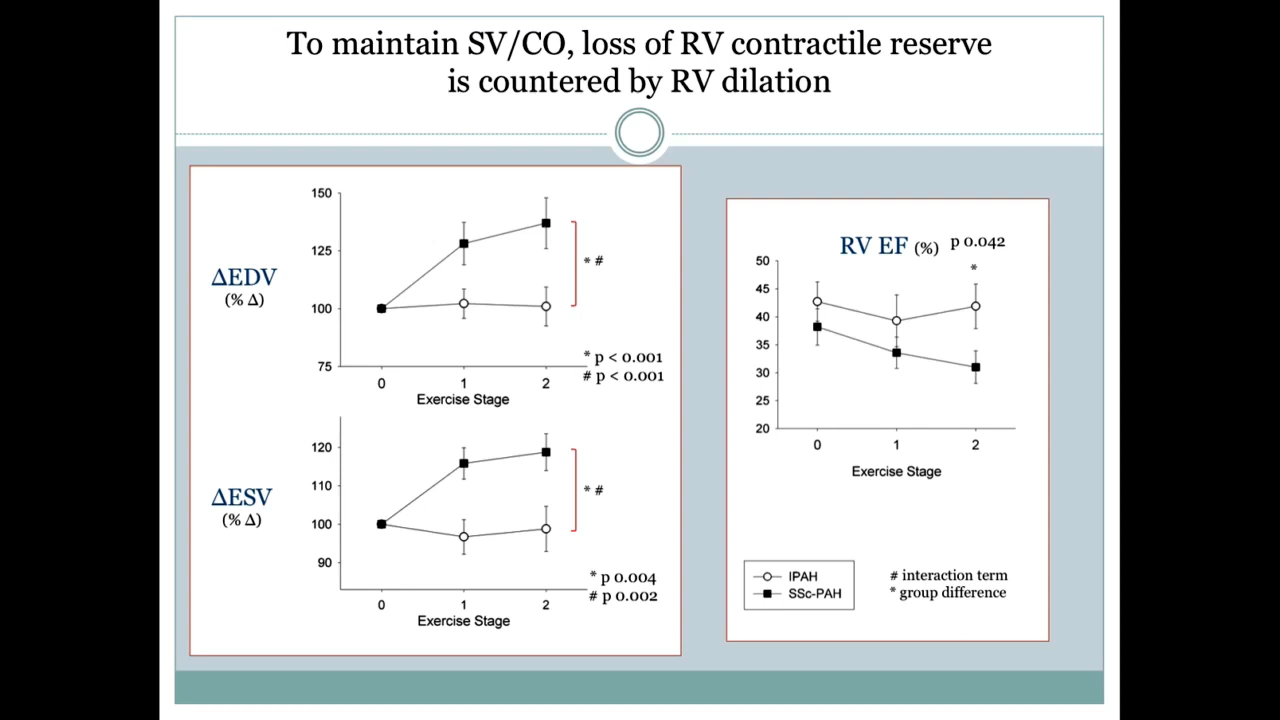 To maintain SV/CO, loss of RV contractile reserve
is countered by RV dilation
ΔEDV
(% Δ)
150
125
100
75
0 1 2
Exercise Stage
* #
* p < 0.001
# p < 0.001
ΔESV
(% Δ)
120
110
100
90
0 1 2
Exercise Stage
* #
* p 0.004
# p 0.002
RV EF (%) p 0.042
*
50
45
40
35
30
25
20
0 1 2
Exercise Stage
IPAH
SSc-PAH
# interaction term
* group difference